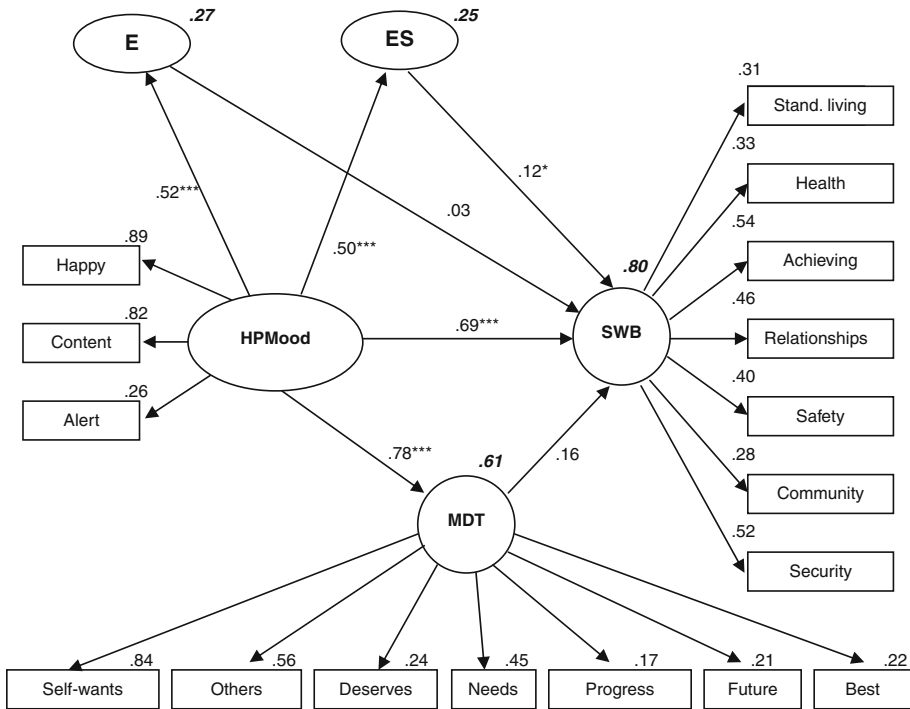 .27
E
.25
ES
.31
Stand. living
.33
Health
.12*
.52***
.03
.54
Achieving
.89
Happy
.50***
.80
.46
Relationships
.82
Content
HPMood
.69***
SWB
.40
Safety
.26
Alert
.78***
.61
.16
.28
Community
MDT
.52
Security
.84
Self-wants
.56
Others
.24
Deserves
.45
Needs
.17
Progress
.21
Future
.22
Best